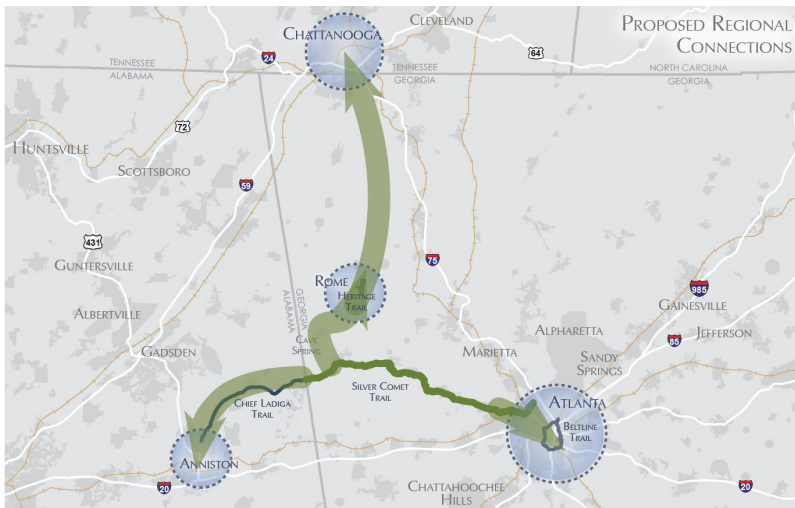 PROPOSED REGIONAL
CONNECTIONS
CLEVELAND
CHATTANOOGA
TENNESSEE
ALABAMA
24
TENNESSEE
GEORGIA
64
NORTH CAROLINA
GEORGIA
72
HUNTSVILLE
SCOTTSBORO
59
431
75
GUNTERSVILLE
ROME
HERITAGE
TRAIL
GEORGIA
ALABAMA
985
GAINESVILLE
ALBERTVILLE
CAVE
SPRING
ALPHARETTA
85
JEFFERSON
GADSDEN
MARIETTA
SANDY
SPRINGS
SILVER COMET
TRAIL
CHIEF LADIGA
TRAIL
ATLANTA
BELTLINE
TRAIL
ANNISTON
20
CHATTAHOOCHEE
HILLS
20